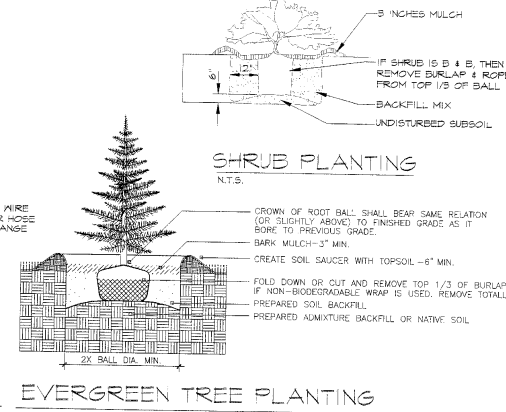 3 INCHES MULCH
IF SHRUB IS B & B, THEN
REMOVE BURLAP & ROPE
FROM TOP 1/3 OF BALL
12"
6"
BACKFILL MIX
UNDISTURBED SUBSOIL
SHRUB PLANTING
N.T.S.
WIRE
HOSE
CROWN OF ROOT BALL SHALL BEAR SAME RELATION
(OR SLIGHTLY ABOVE) TO FINISHED GRADE AS IT
BORE TO PREVIOUS GRADE.
BARK MULCH-3" MIN.
CREATE SOIL SAUCER WITH TOPSOIL -6" MIN.
FOLD DOWN OR CUT AND REMOVE TOP 1/3 OF BURLAP
IF NON-BIODEGRADABLE WRAP IS USED. REMOVE TOTALL
PREPARED SOIL BACKFILL
PREPARED ADMIXTURE BACKFILL OR NATIVE SOIL
2X BALL DIA. MIN.
EVERGREEN TREE PLANTING